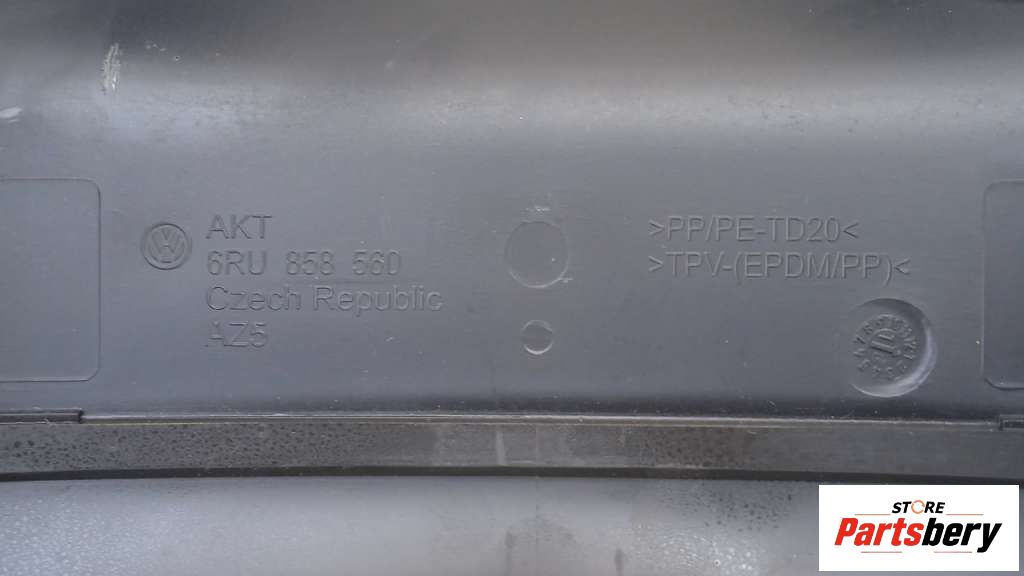 AKT
6RU 858 560
Czech Republic
AZ5
>PP/PE-TD20<
>TPV-(EPDM/PP)<
STORE
Partsbery